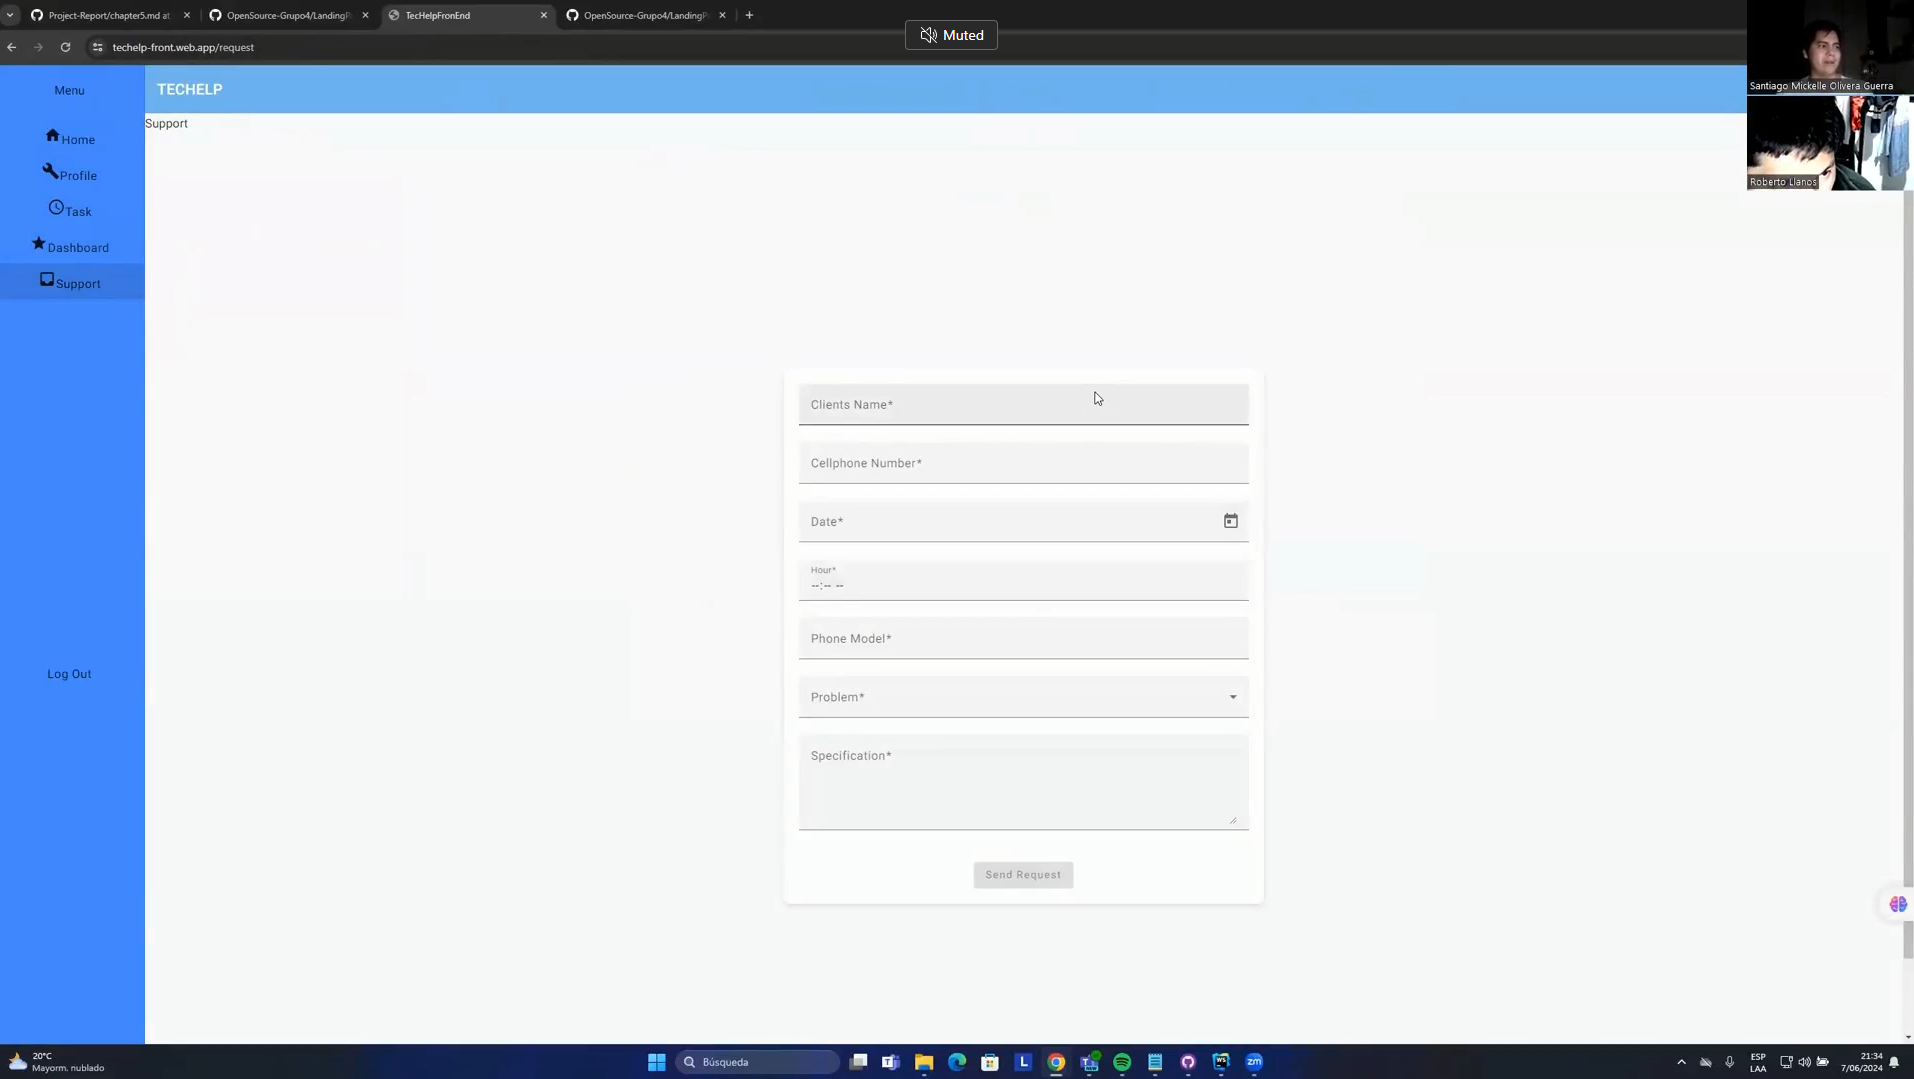 Project-Report/chapter5.md at
OpenSource-Grupo4/LandingP
TecHelpFronEnd
OpenSource-Grupo4/LandingP
Muted
techelp-front.web.app/request
Santiago Mickelle Olivera Guerra
Roberto Llanos
Menu
TECHELP
Support
Home
Profile
Task
Dashboard
Support
Log Out
Clients Name*
Cellphone Number*
Date*
Hour*
--:-- --
Phone Model*
Problem*
Specification*
Send Request
20°C
Mayorm. nublado
Búsqueda
ESP
LAA
21:34
7/06/2024